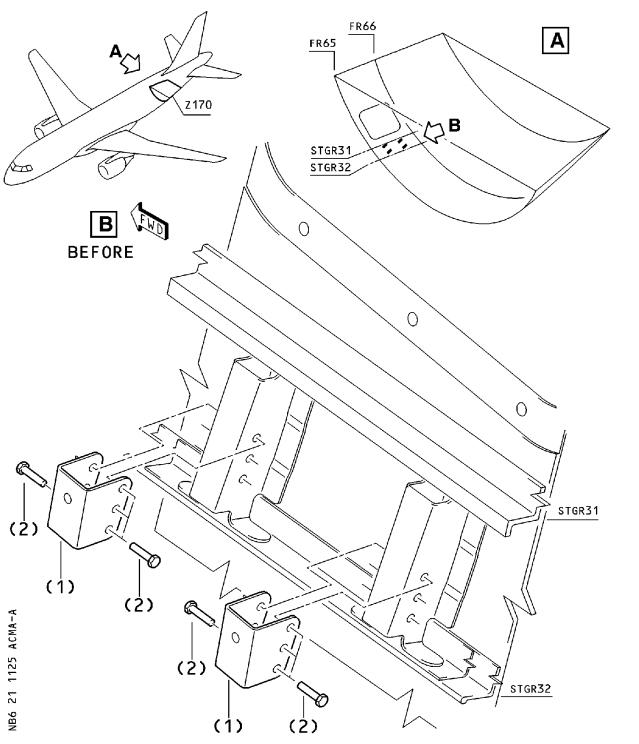 A
Z170
FR66
FR65
A
B
STGR31
STGR32
B
FWD
BEFORE
STGR31
(2)
(1)
(2)
(2)
STGR32
(1)
(2)
NB6 21 1125 ACMA-A